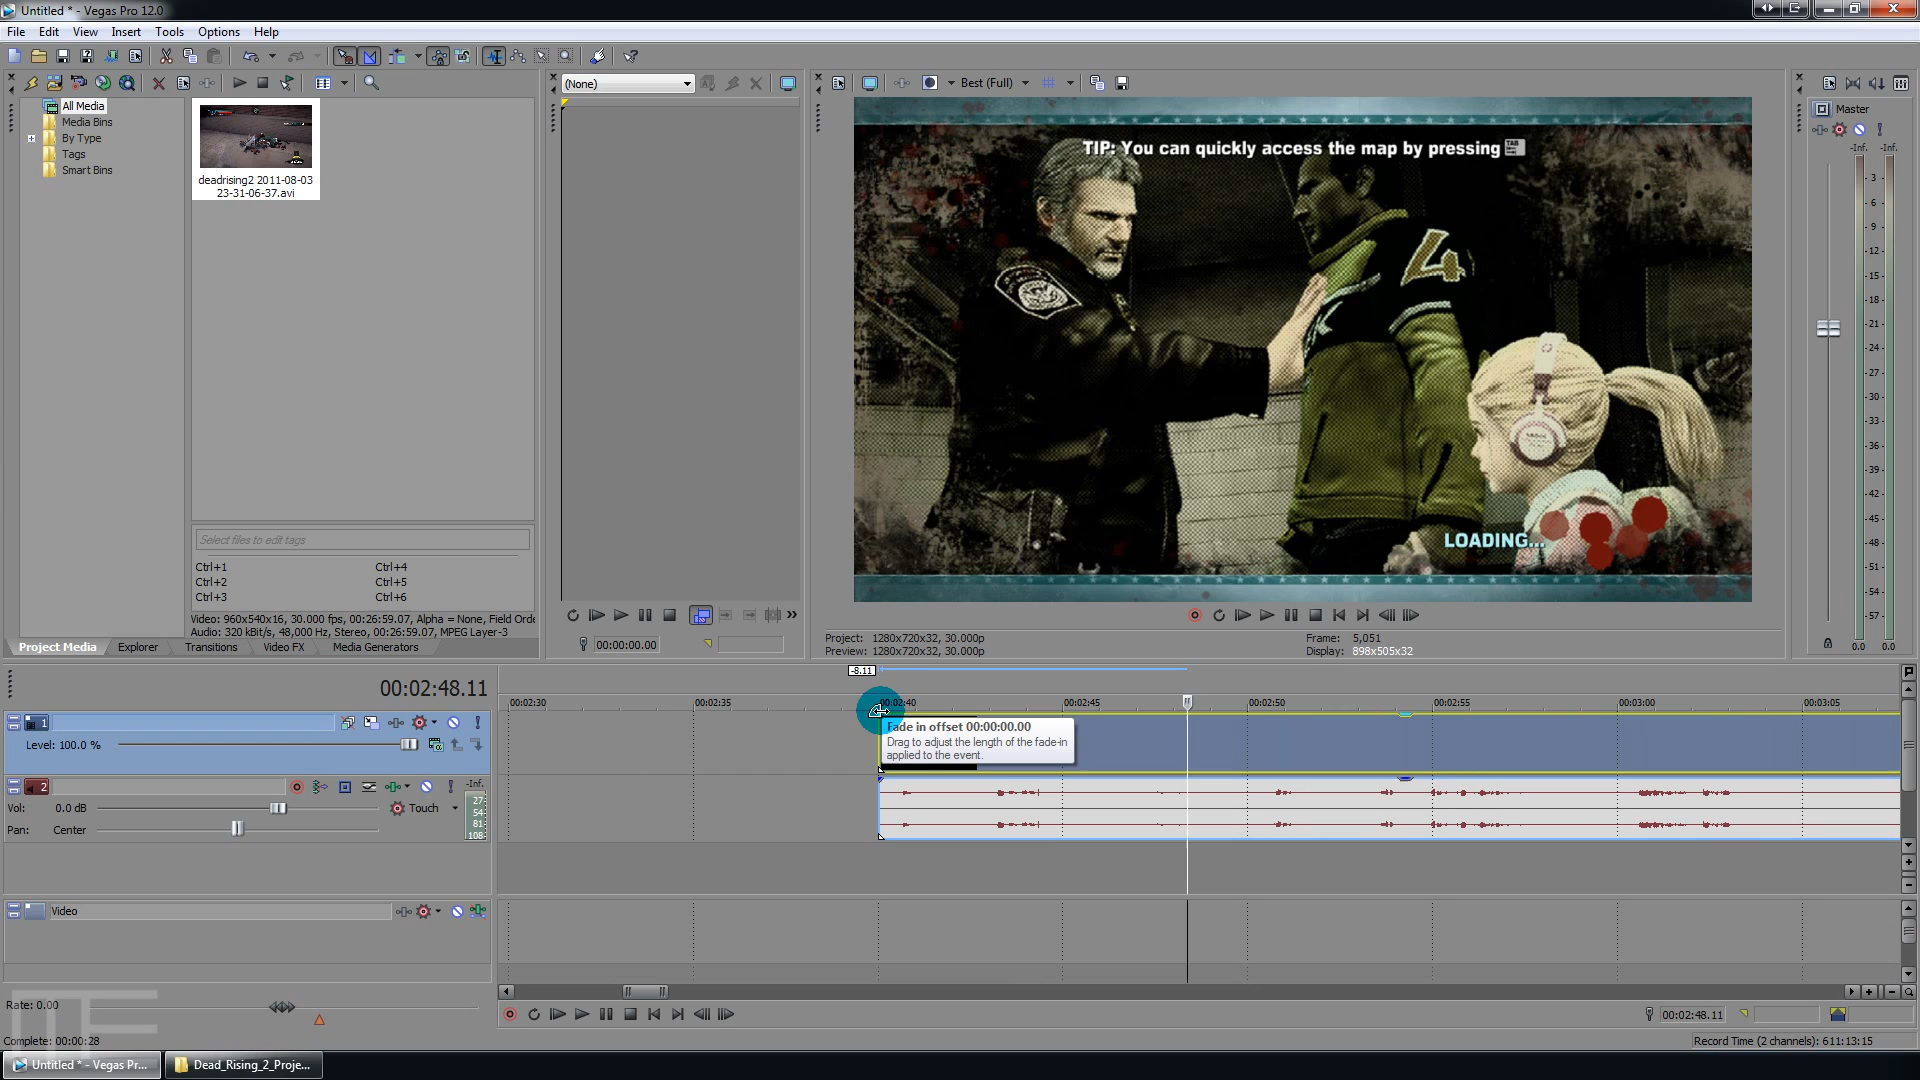 Untitled * - Vegas Pro 12.0
File Edit View Insert Tools Options Help
(None)
Best (Full)
All Media
Media Bins
By Type
Tags
Smart Bins
deadrising2 2011-08-03
23-31-06-37.avi
Master
-Inf. -Inf.
TIP: You can quickly access the map by pressing TAB
4
LOADING...
3
6
9
12
15
18
21
24
27
30
33
36
39
42
45
48
51
54
57
0.0 0.0
Select files to edit tags
Ctrl+1 Ctrl+4
Ctrl+2 Ctrl+5
Ctrl+3 Ctrl+6
Video: 960x540x16, 30.000 fps, 00:26:59.07, Alpha = None, Field Orde
Audio: 320 kBit/s, 48,000 Hz, Stereo, 00:26:59.07, MPEG Layer-3
Project Media Explorer Transitions Video FX Media Generators
00:00:00.00
Project: 1280x720x32, 30.000p
Preview: 1280x720x32, 30.000p
Frame: 5,051
Display: 898x505x32
00:02:48.11
-8.11
00:02:30 00:02:35 00:02:40 00:02:45 00:02:50 00:02:55 00:03:00 00:03:05
Fade in offset 00:00:00.00
Drag to adjust the length of the fade-in
applied to the event.
1
Level: 100.0 %
2
-Inf.
Vol: 0.0 dB Touch
Pan: Center
27
54
81
108
Video
Rate: 0.00
Complete: 00:00:28
00:02:48.11
Record Time (2 channels): 611:13:15
Untitled * - Vegas Pr...
Dead_Rising_2_Proje...